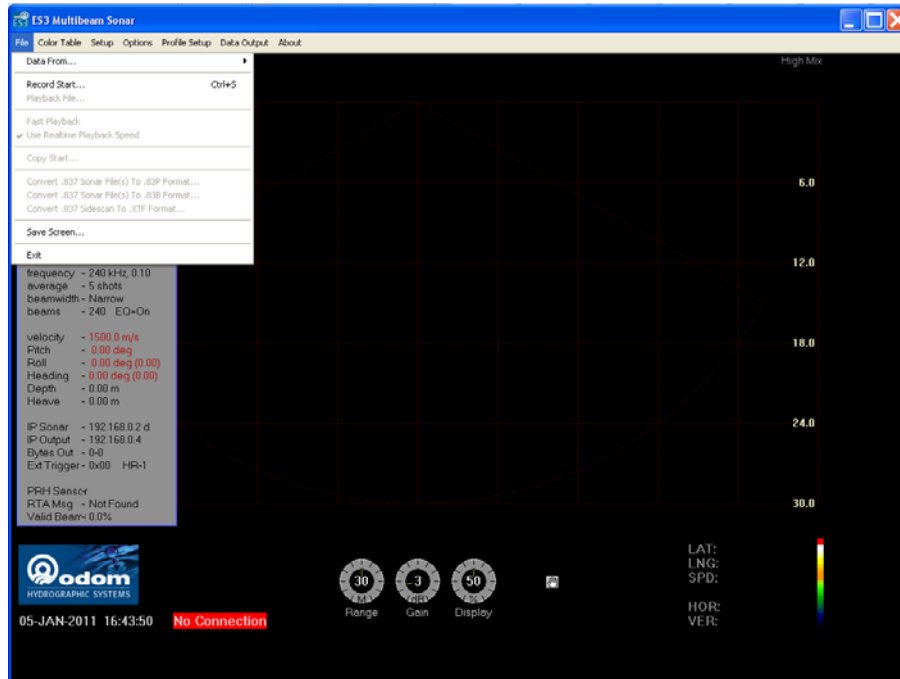 ES3 Multibeam Sonar
File Color Table Setup Options Profile Setup Data Output About
Data From...
High Mix
Record Start... Ctrl+S
Playback File...
Fast Playback
Use Realtime Playback Speed
Copy Start...
Convert .837 Sonar File(s) To .83P Format...
Convert .837 Sonar File(s) To .83B Format...
Convert .837 Sidescan To .XTF Format...
Save Screen...
Exit
6.0
12.0
18.0
24.0
30.0
frequency - 240 kHz, 0.10
average - 5 shots
beamwidth - Narrow
beams - 240 EQ=On
velocity - 1500.0 m/s
Pitch - 0.00 deg
Roll - 0.00 deg (0.00)
Heading - 0.00 deg (0.00)
Depth - 0.00 m
Heave - 0.00 m
IP Sonar - 192.168.0.2 d
IP Output - 192.168.0.4
Bytes Out - 0-0
Ext Trigger - 0x00 HR-1
PRH Sensor
RTA Msg - Not Found
Valid Beam< 0.0%
odom
HYDROGRAPHIC SYSTEMS
05-JAN-2011 16:43:50 No Connection
30 3 50
(M) (dB) (%)
Range Gain Display
LAT:
LNG:
SPD:
HOR:
VER: